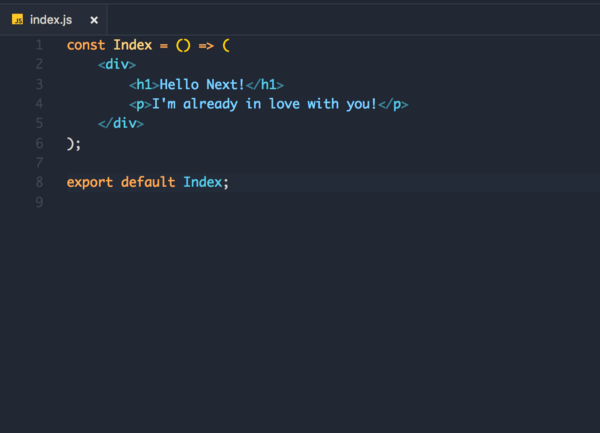 JS index.js ×
1 const Index = () => (
2     <div>
3         <h1>Hello Next!</h1>
4         <p>I'm already in love with you!</p>
5     </div>
6 );
7
8 export default Index;
9